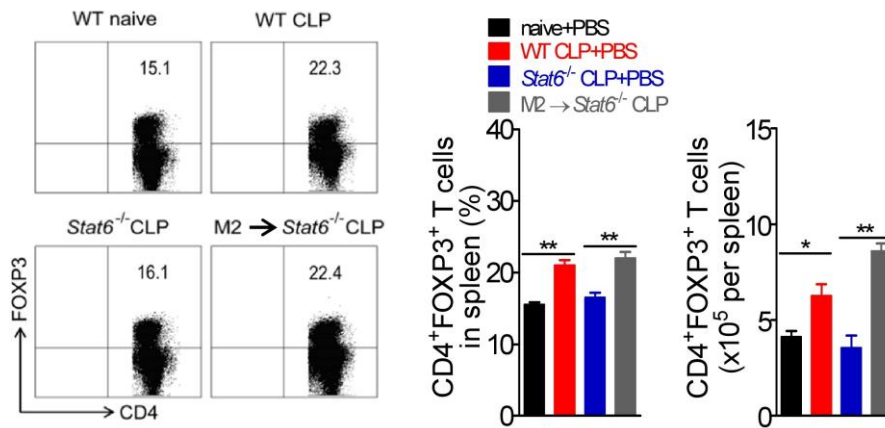 WT naive
WT CLP
15.1
22.3
Stat6-/-CLP
M2 → Stat6-/-CLP
16.1
22.4
FOXP3
CD4
naive+PBS
WT CLP+PBS
Stat6-/- CLP+PBS
M2 → Stat6-/- CLP
CD4+FOXP3+ T cells
in spleen (%)
40
30
20
10
0
**
**
CD4+FOXP3+ T cells
(x10^5 per spleen)
15
10
5
0
*
**